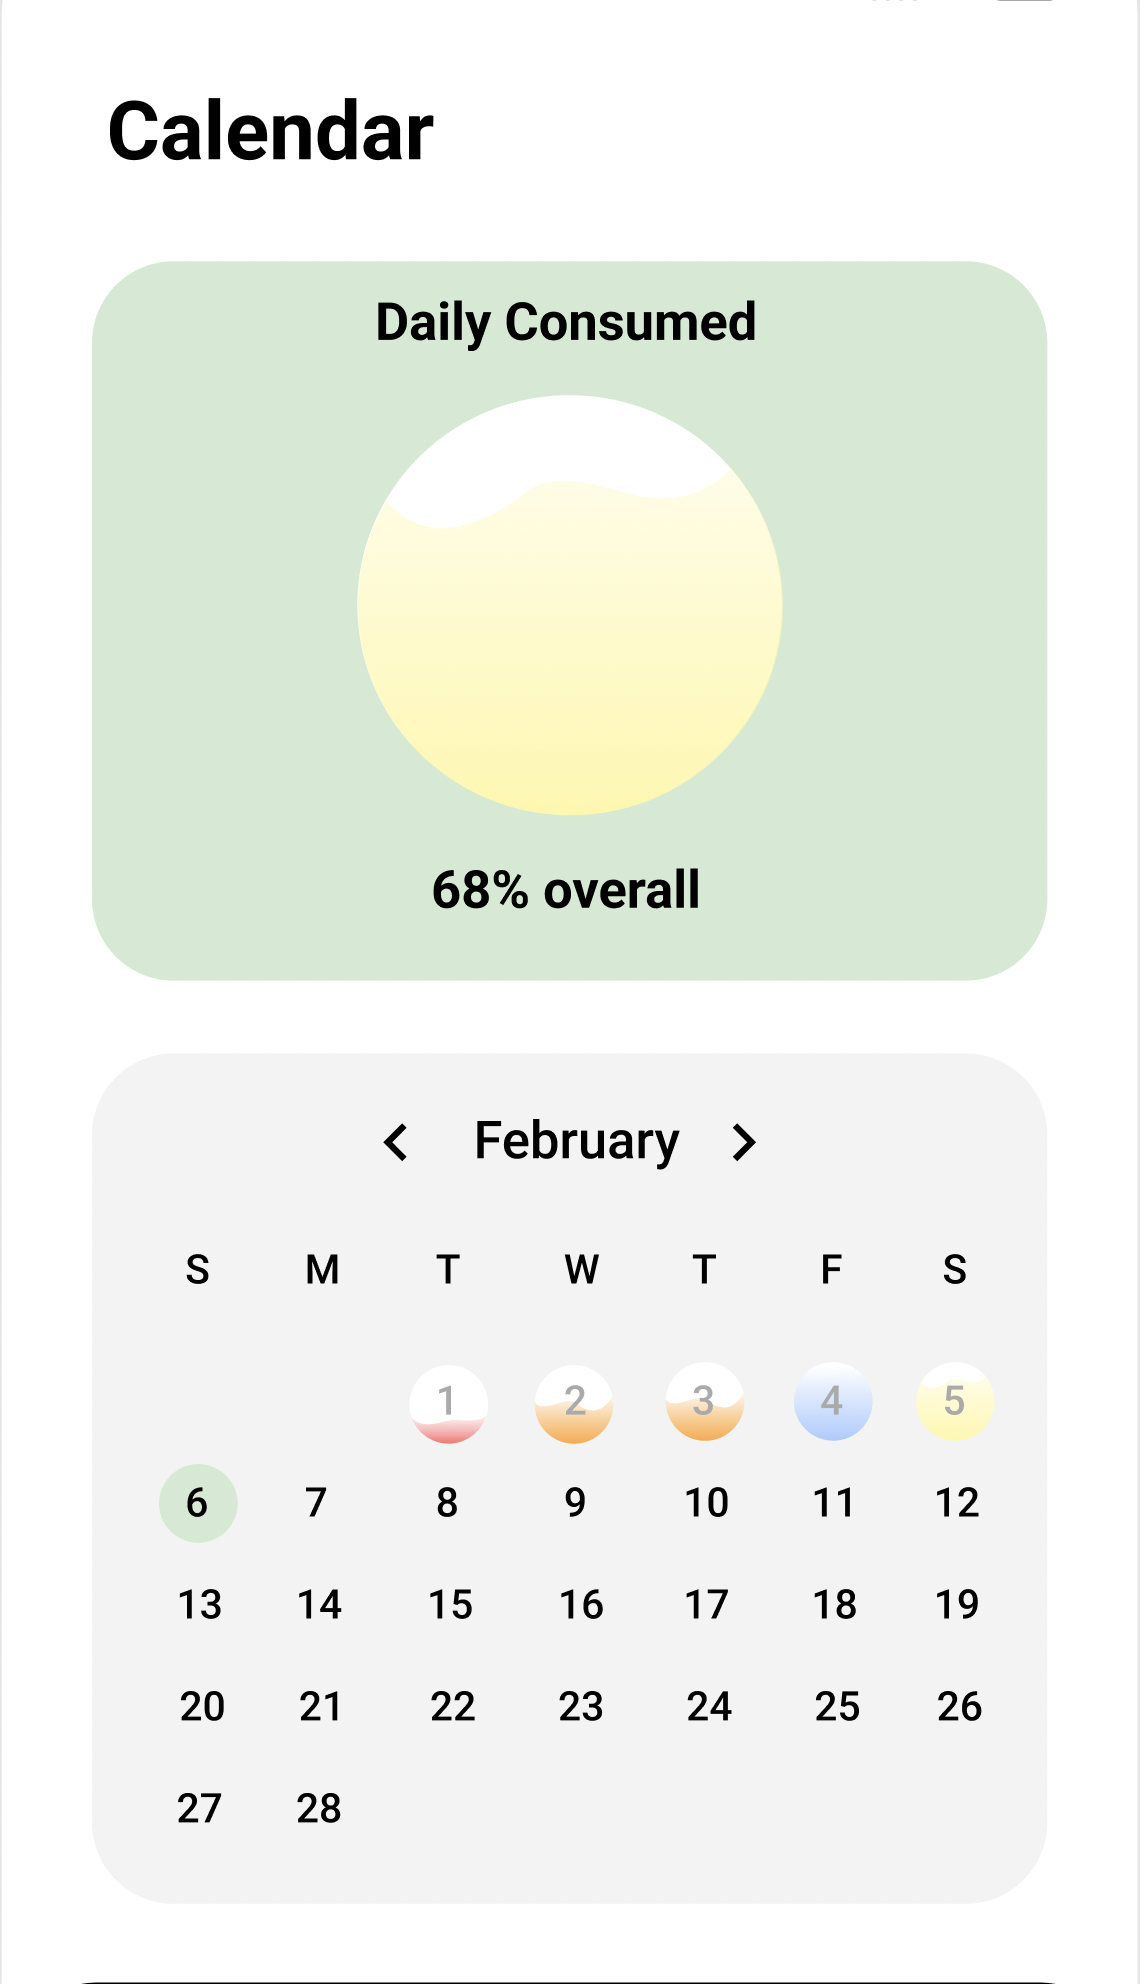 Calendar
Daily Consumed
68% overall
February
S M T W T F S
1 2 3 4 5
6 7 8 9 10 11 12
13 14 15 16 17 18 19
20 21 22 23 24 25 26
27 28